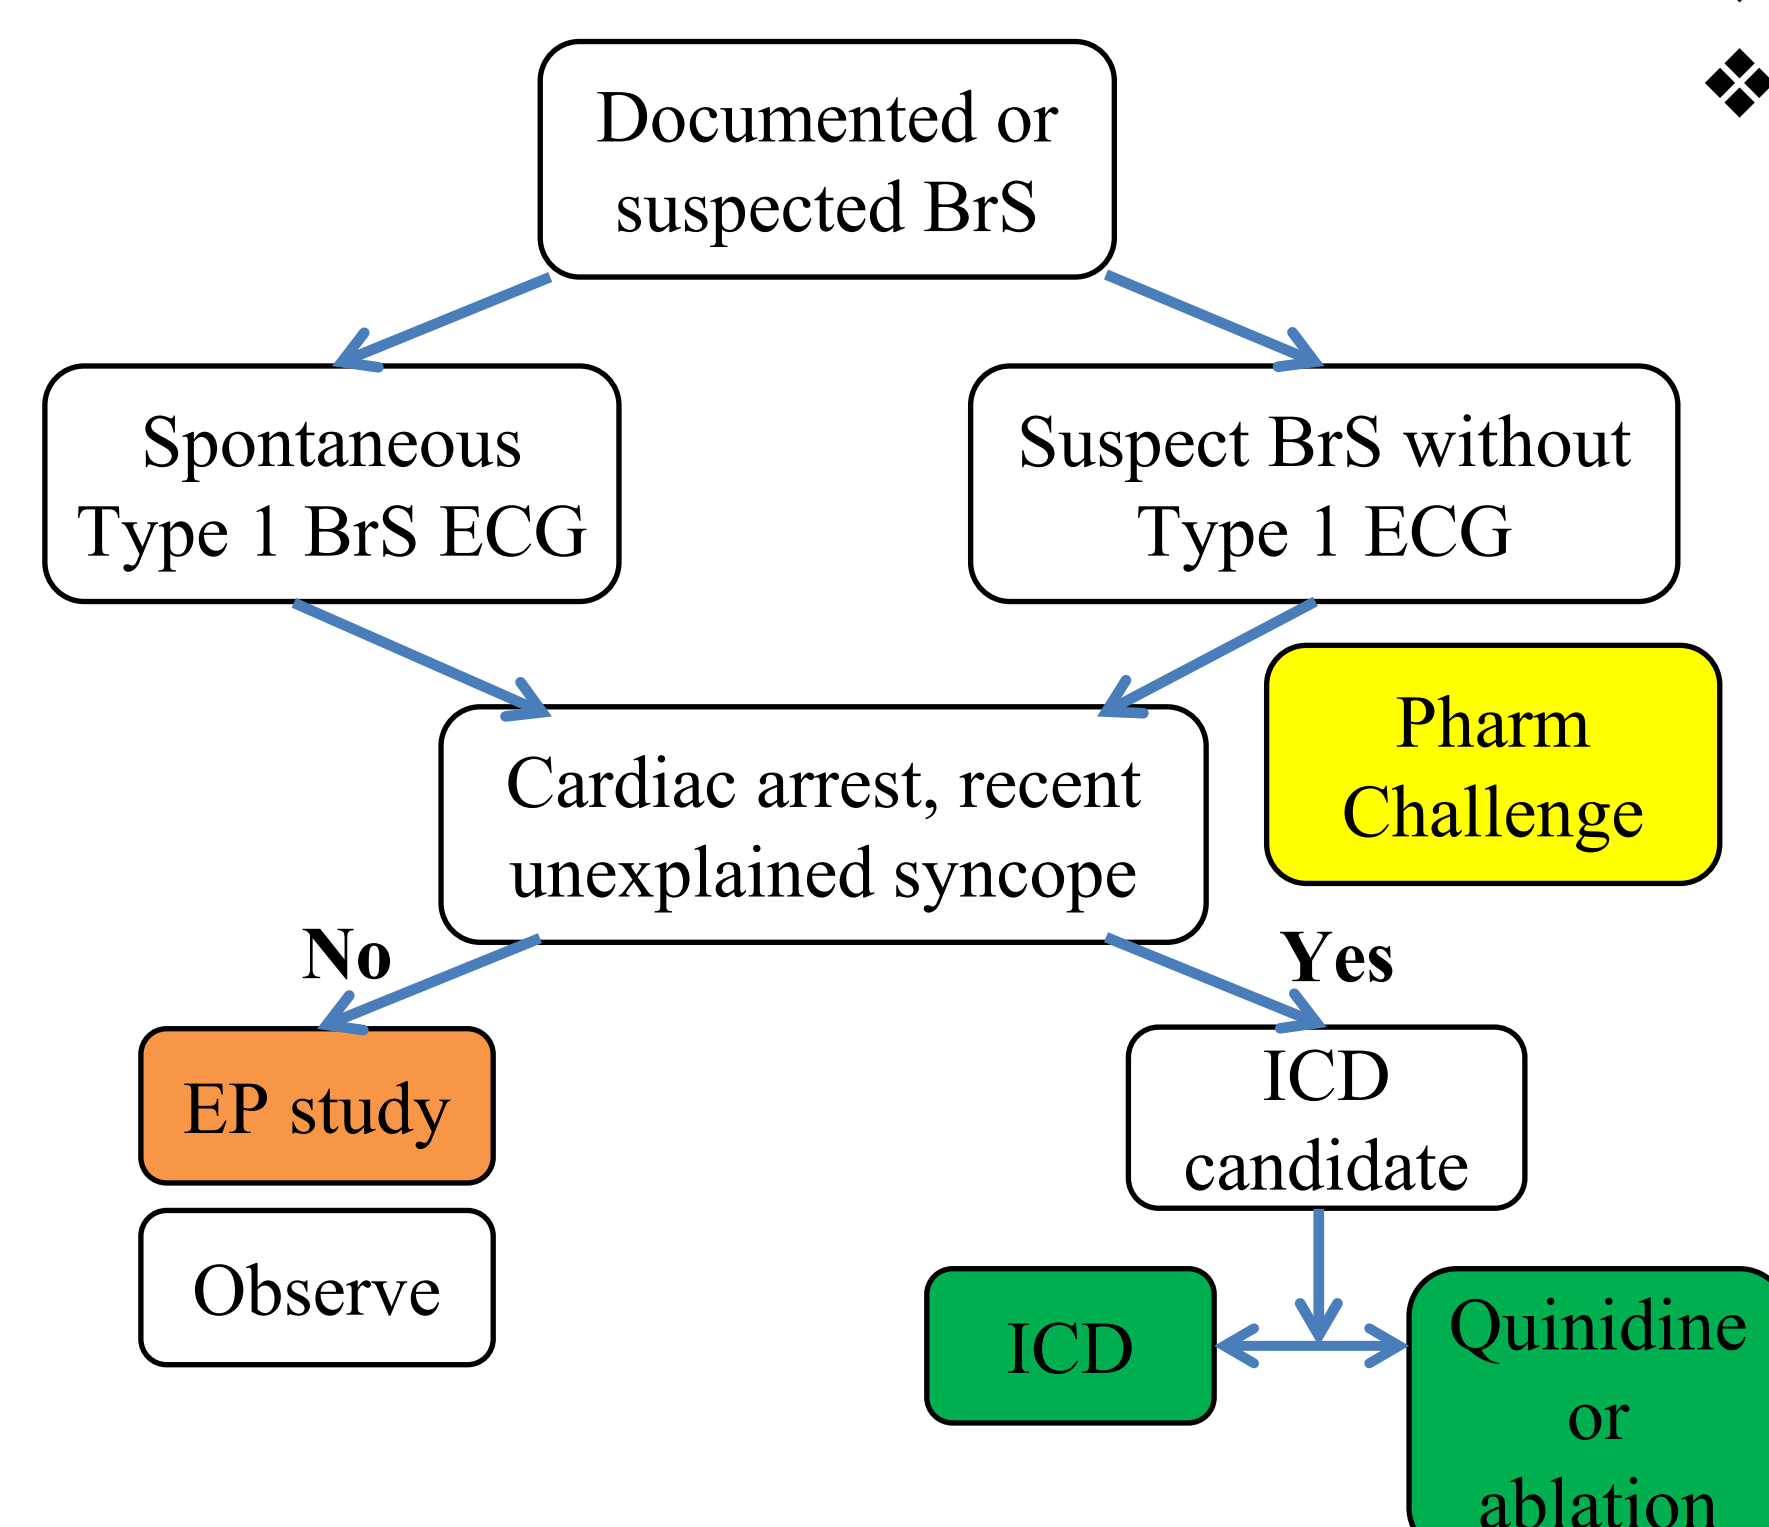 Documented or
suspected BrS
Spontaneous
Type 1 BrS ECG
Suspect BrS without
Type 1 ECG
Pharm
Challenge
Cardiac arrest, recent
unexplained syncope
No
Yes
EP study
ICD
candidate
Observe
ICD
Quinidine
or
ablation